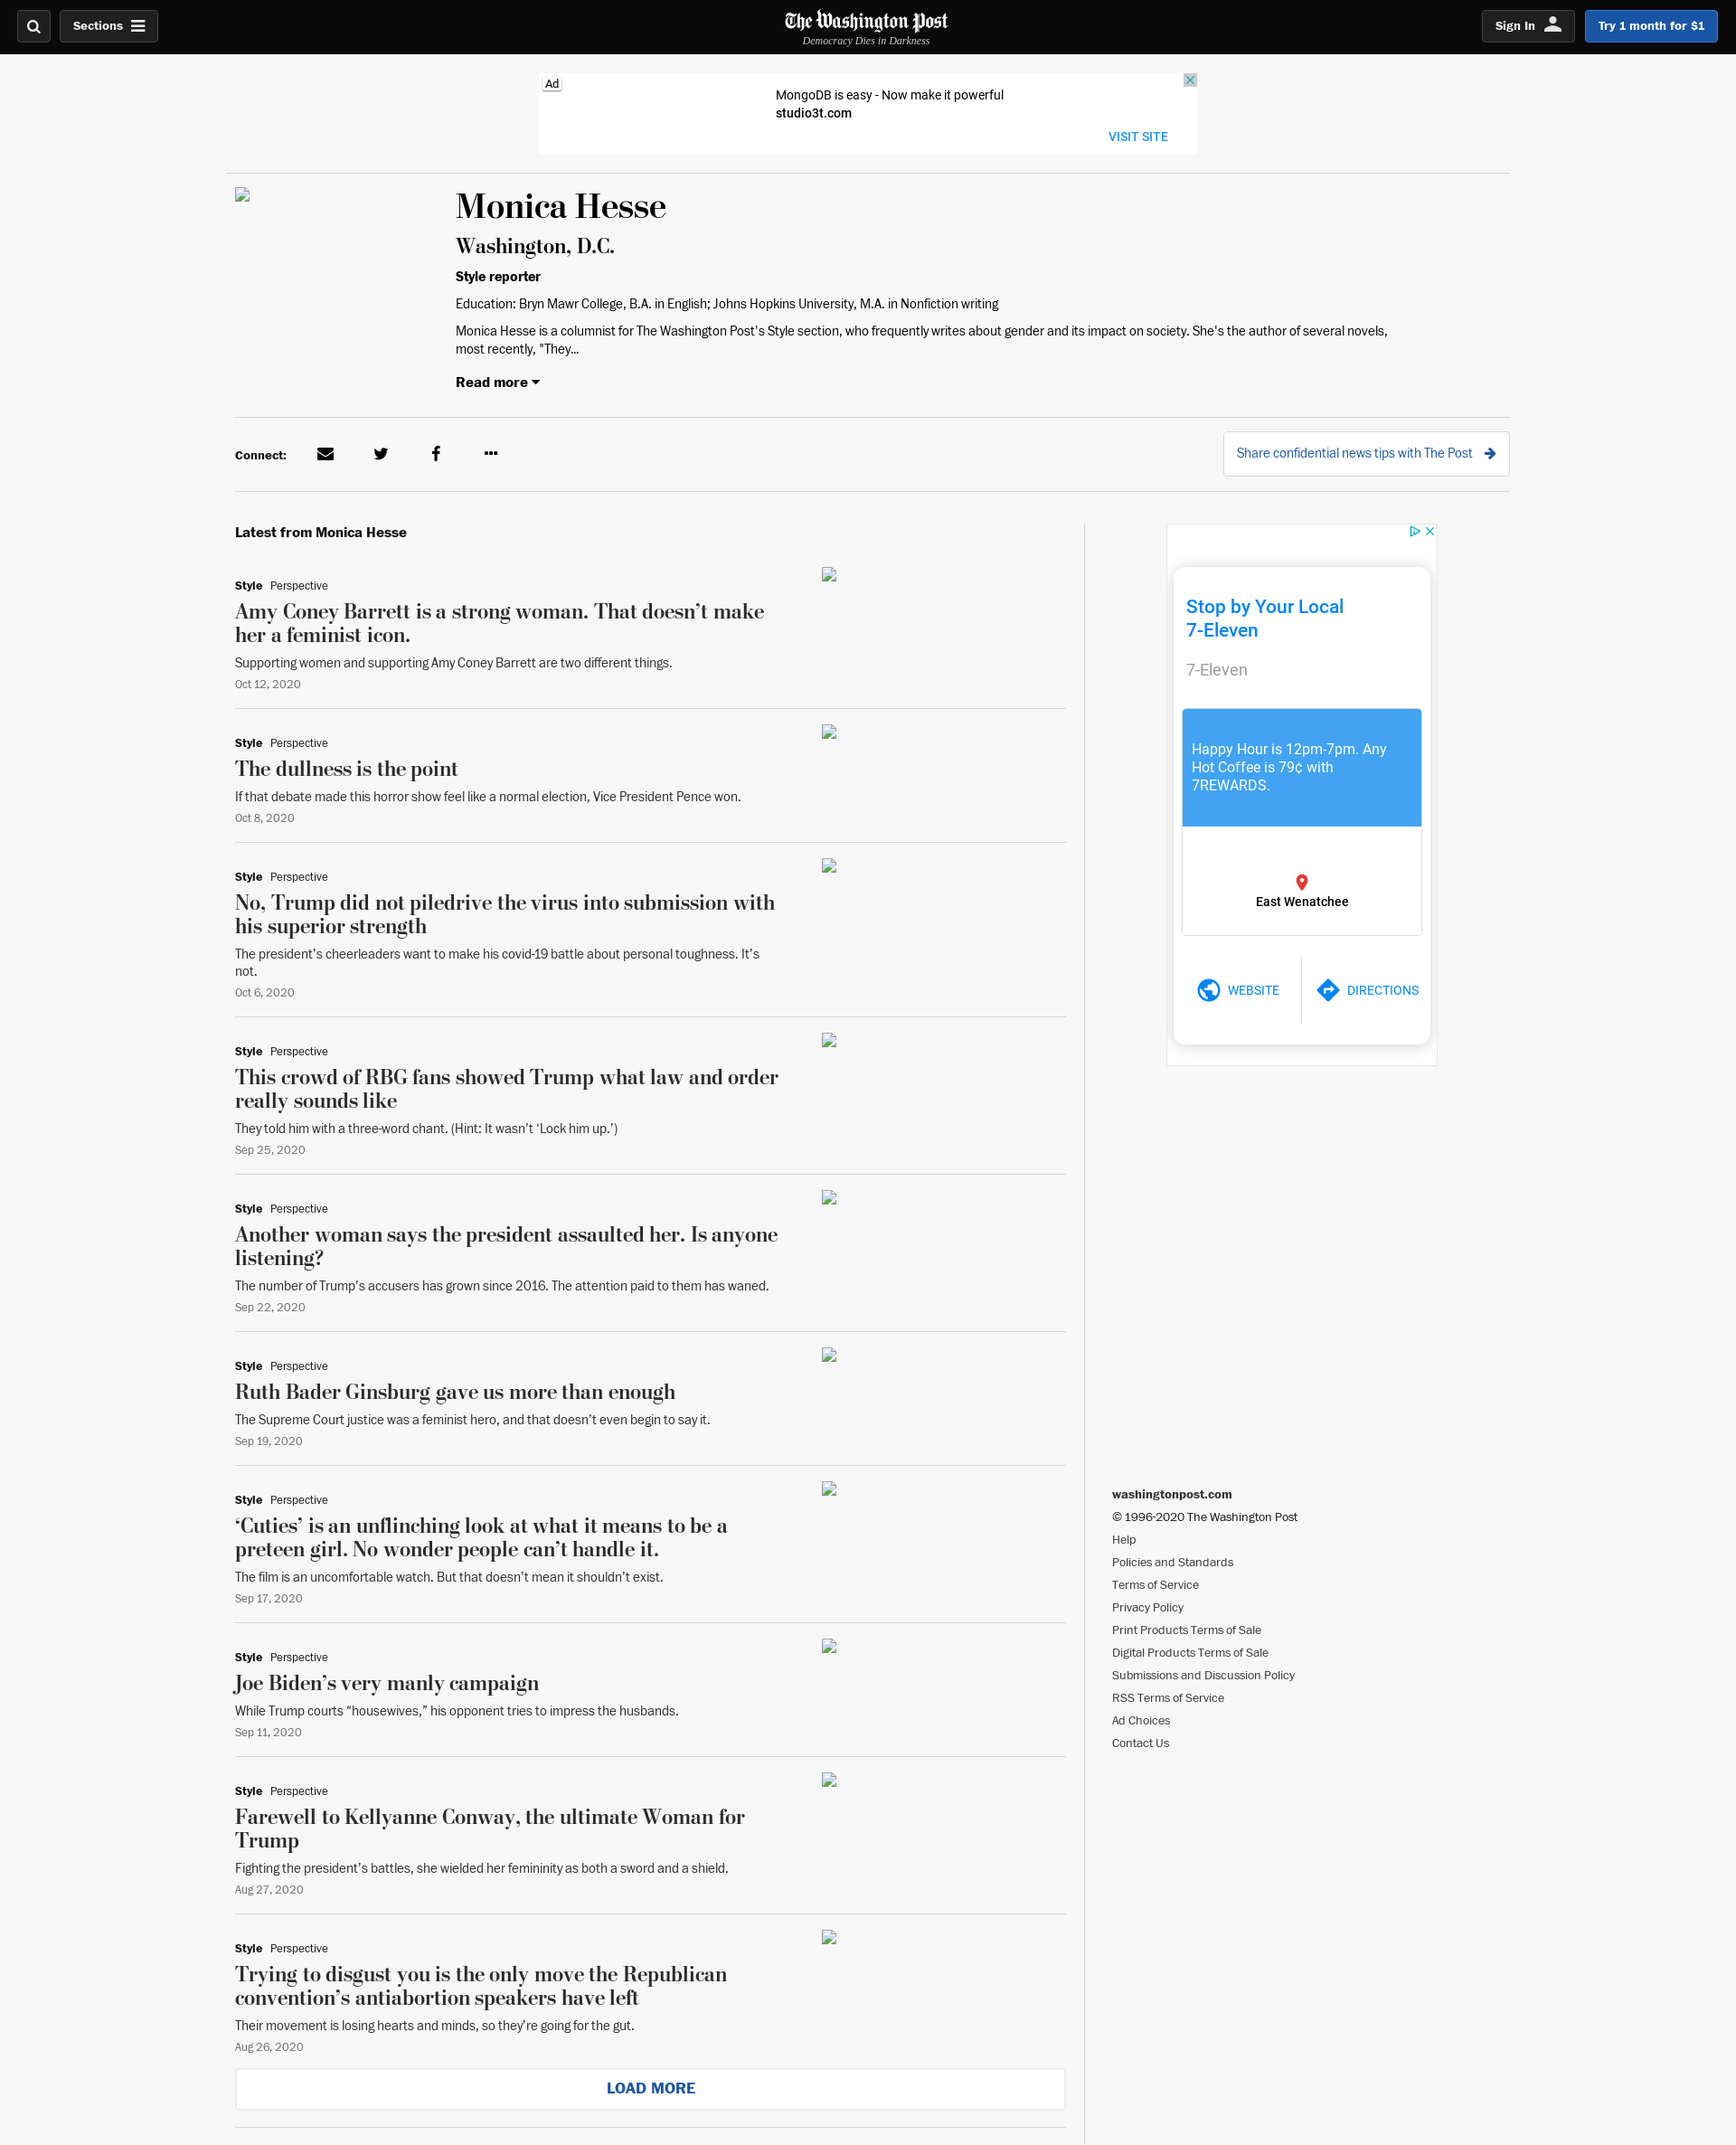 Sections
The Washington Post
Democracy Dies in Darkness
Sign In
Try 1 month for $1
Ad
MongoDB is easy - Now make it powerful
studio3t.com
VISIT SITE
Monica Hesse
Washington, D.C.
Style reporter
Education: Bryn Mawr College, B.A. in English; Johns Hopkins University, M.A. in Nonfiction writing
Monica Hesse is a columnist for The Washington Post's Style section, who frequently writes about gender and its impact on society. She's the author of several novels,
most recently, "They...
Read more
Connect:
Share confidential news tips with The Post
Latest from Monica Hesse
Style Perspective
Amy Coney Barrett is a strong woman. That doesn’t make
her a feminist icon.
Supporting women and supporting Amy Coney Barrett are two different things.
Oct 12, 2020
Style Perspective
The dullness is the point
If that debate made this horror show feel like a normal election, Vice President Pence won.
Oct 8, 2020
Style Perspective
No, Trump did not piledrive the virus into submission with
his superior strength
The president’s cheerleaders want to make his covid-19 battle about personal toughness. It’s
not.
Oct 6, 2020
Style Perspective
This crowd of RBG fans showed Trump what law and order
really sounds like
They told him with a three-word chant. (Hint: It wasn’t ‘Lock him up.’)
Sep 25, 2020
Style Perspective
Another woman says the president assaulted her. Is anyone
listening?
The number of Trump’s accusers has grown since 2016. The attention paid to them has waned.
Sep 22, 2020
Style Perspective
Ruth Bader Ginsburg gave us more than enough
The Supreme Court justice was a feminist hero, and that doesn’t even begin to say it.
Sep 19, 2020
Style Perspective
‘Cuties’ is an unflinching look at what it means to be a
preteen girl. No wonder people can’t handle it.
The film is an uncomfortable watch. But that doesn’t mean it shouldn’t exist.
Sep 17, 2020
Style Perspective
Joe Biden’s very manly campaign
While Trump courts “housewives,” his opponent tries to impress the husbands.
Sep 11, 2020
Style Perspective
Farewell to Kellyanne Conway, the ultimate Woman for
Trump
Fighting the president’s battles, she wielded her femininity as both a sword and a shield.
Aug 27, 2020
Style Perspective
Trying to disgust you is the only move the Republican
convention’s antiabortion speakers have left
Their movement is losing hearts and minds, so they’re going for the gut.
Aug 26, 2020
LOAD MORE
Stop by Your Local
7-Eleven
7-Eleven
Happy Hour is 12pm-7pm. Any
Hot Coffee is 79¢ with
7REWARDS.
East Wenatchee
WEBSITE
DIRECTIONS
washingtonpost.com
© 1996-2020 The Washington Post
Help
Policies and Standards
Terms of Service
Privacy Policy
Print Products Terms of Sale
Digital Products Terms of Sale
Submissions and Discussion Policy
RSS Terms of Service
Ad Choices
Contact Us